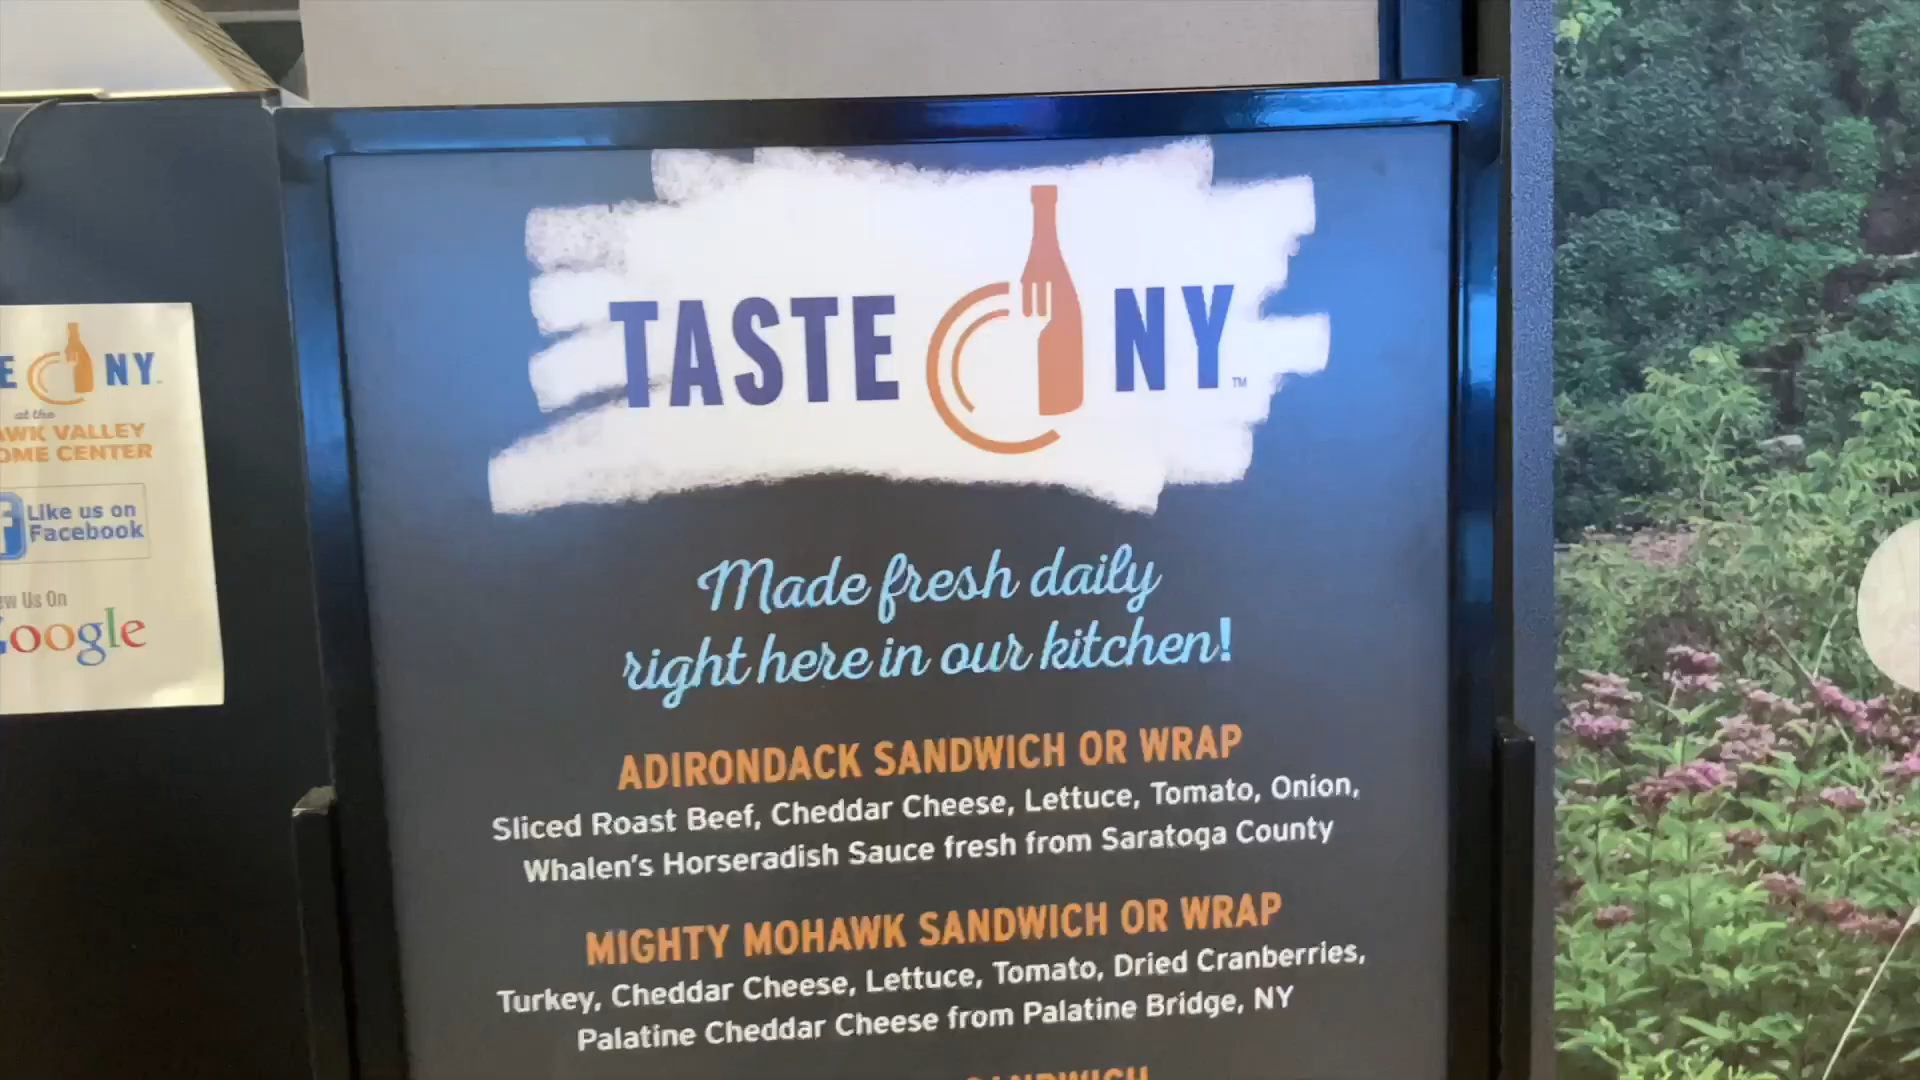 TASTE NY™
Made fresh daily
right here in our kitchen!
ADIRONDACK SANDWICH OR WRAP
Sliced Roast Beef, Cheddar Cheese, Lettuce, Tomato, Onion,
Whalen's Horseradish Sauce fresh from Saratoga County
MIGHTY MOHAWK SANDWICH OR WRAP
Turkey, Cheddar Cheese, Lettuce, Tomato, Dried Cranberries,
Palatine Cheddar Cheese from Palatine Bridge, NY
SANDWICH
E NY
at the
AWK VALLEY
OME CENTER
f Like us on
Facebook
ew Us On
oogle